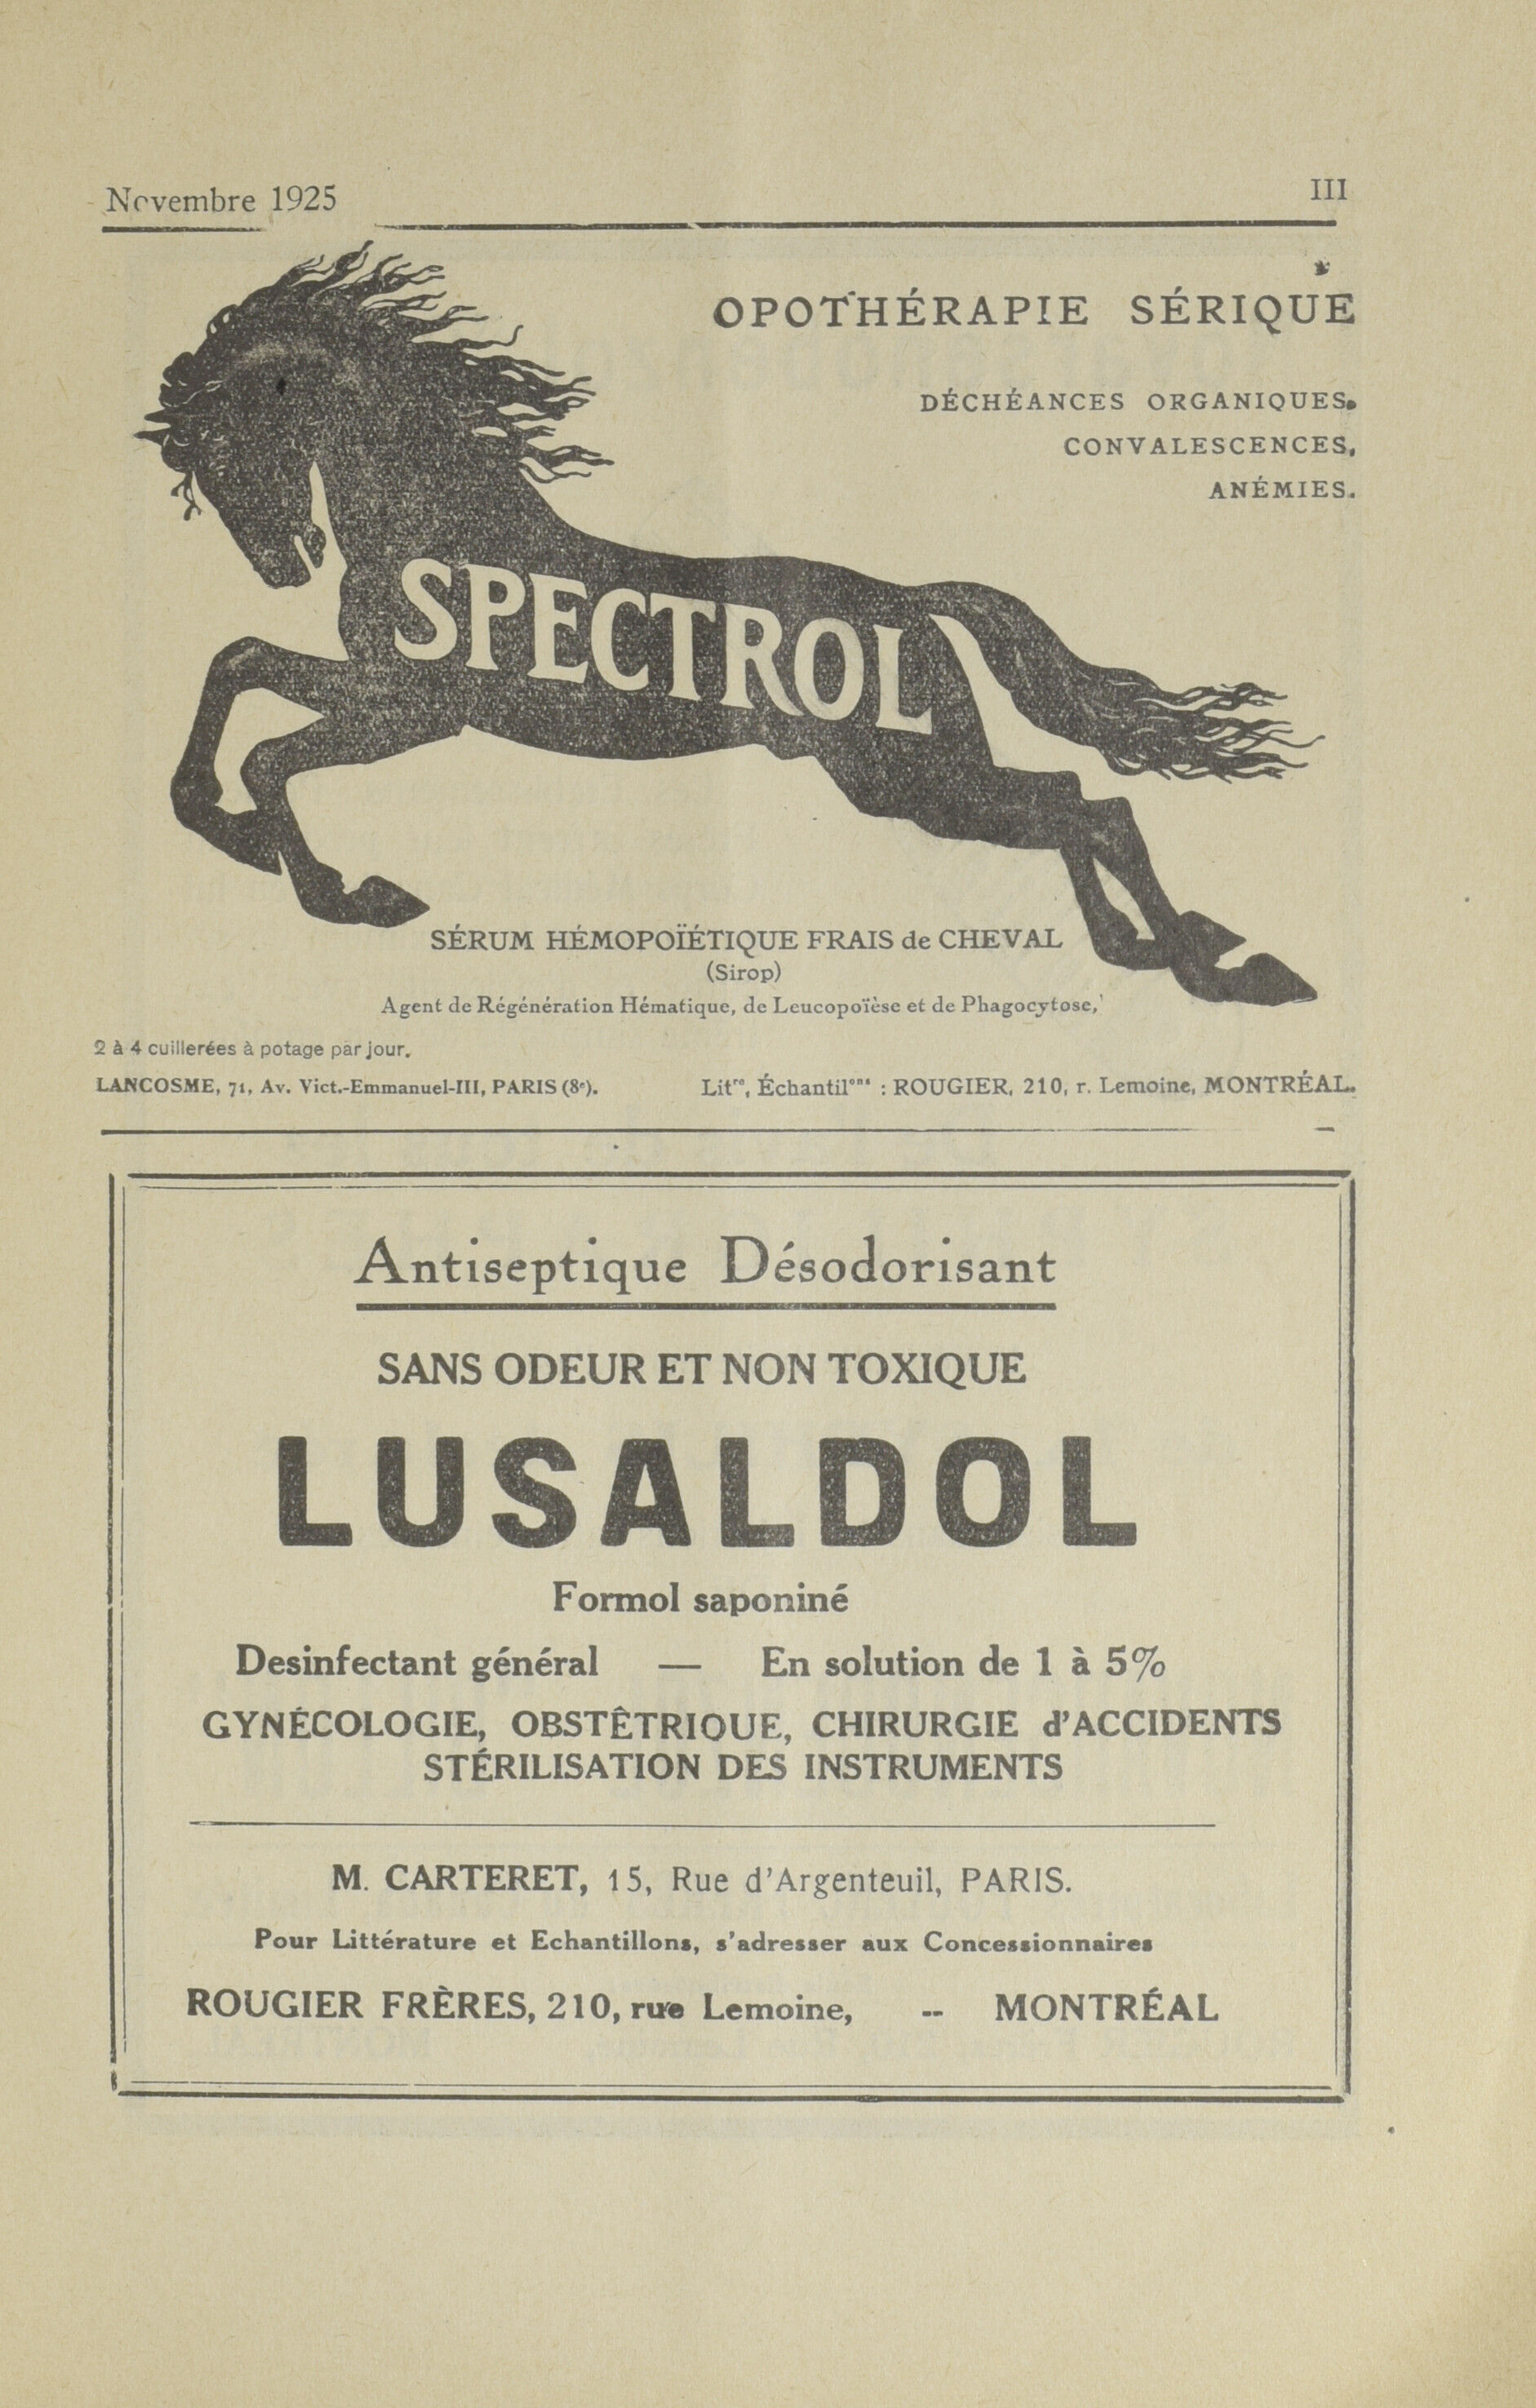 Novembre 1925
III
OPOTHÉRAPIE SÉRIQUE
DÉCHÉANCES ORGANIQUES.
CONVALESCENCES,
ANÉMIES.
SPECTROL
SÉRUM HÉMOPOÏÉTIQUE FRAIS de CHEVAL
(Sirop)
Agent de Régénération Hématique, de Leucopoïèse et de Phagocytose,
2 à 4 cuillerées à potage par jour.
LANCOSME, 71, Av. Vict.-Emmanuel-III, PARIS (8ᵉ). Litʳᵉ, Échantilᵒⁿˢ : ROUGIER, 210, r. Lemoine, MONTRÉAL.
Antiseptique Désodorisant
SANS ODEUR ET NON TOXIQUE
LUSALDOL
Formol saponiné
Desinfectant général — En solution de 1 à 5%
GYNÉCOLOGIE, OBSTÊTRIQUE, CHIRURGIE d'ACCIDENTS
STÉRILISATION DES INSTRUMENTS
M. CARTERET, 15, Rue d'Argenteuil, PARIS.
Pour Littérature et Echantillons, s'adresser aux Concessionnaires
ROUGIER FRÈRES, 210, rue Lemoine, -- MONTRÉAL